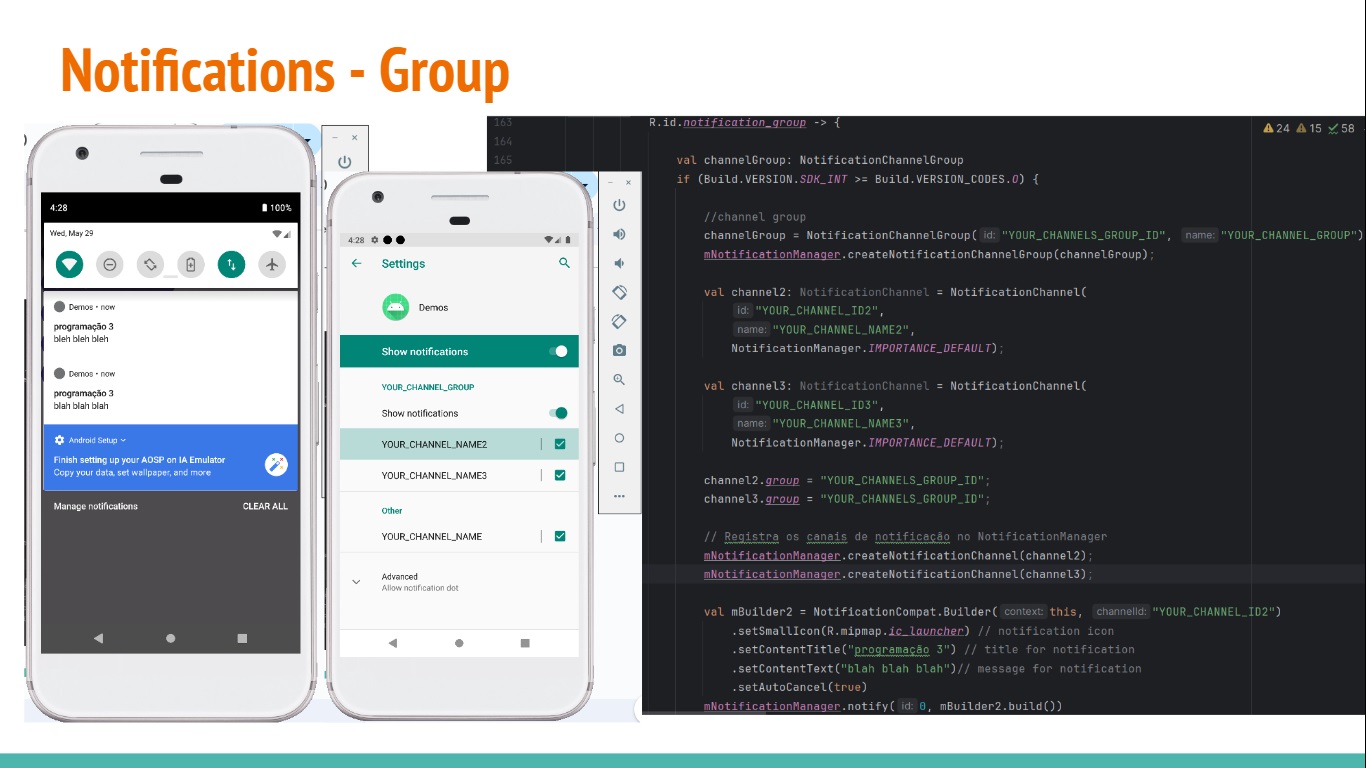 Notifications - Group
4:28
100%
Wed, May 29
Demos • now
programação 3
bleh bleh bleh
Demos • now
programação 3
blah blah blah
Android Setup
Finish setting up your AOSP on IA Emulator
Copy your data, set wallpaper, and more
Manage notifications
CLEAR ALL
4:28
Settings
Demos
Show notifications
YOUR_CHANNEL_GROUP
Show notifications
YOUR_CHANNEL_NAME2
YOUR_CHANNEL_NAME3
Other
YOUR_CHANNEL_NAME
Advanced
Allow notification dot
163
164
165
24 15 58
R.id.notification_group -> {
val channelGroup: NotificationChannelGroup
if (Build.VERSION.SDK_INT >= Build.VERSION_CODES.O) {
//channel group
channelGroup = NotificationChannelGroup( id: "YOUR_CHANNELS_GROUP_ID", name: "YOUR_CHANNEL_GROUP")
mNotificationManager.createNotificationChannelGroup(channelGroup);
val channel2: NotificationChannel = NotificationChannel(
id: "YOUR_CHANNEL_ID2",
name: "YOUR_CHANNEL_NAME2",
NotificationManager.IMPORTANCE_DEFAULT);
val channel3: NotificationChannel = NotificationChannel(
id: "YOUR_CHANNEL_ID3",
name: "YOUR_CHANNEL_NAME3",
NotificationManager.IMPORTANCE_DEFAULT);
channel2.group = "YOUR_CHANNELS_GROUP_ID";
channel3.group = "YOUR_CHANNELS_GROUP_ID";
// Registra os canais de notificação no NotificationManager
mNotificationManager.createNotificationChannel(channel2);
mNotificationManager.createNotificationChannel(channel3);
val mBuilder2 = NotificationCompat.Builder( context: this, channelId: "YOUR_CHANNEL_ID2")
.setSmallIcon(R.mipmap.ic_launcher) // notification icon
.setContentTitle("programação 3") // title for notification
.setContentText("blah blah blah")// message for notification
.setAutoCancel(true)
mNotificationManager.notify( id: 0, mBuilder2.build())